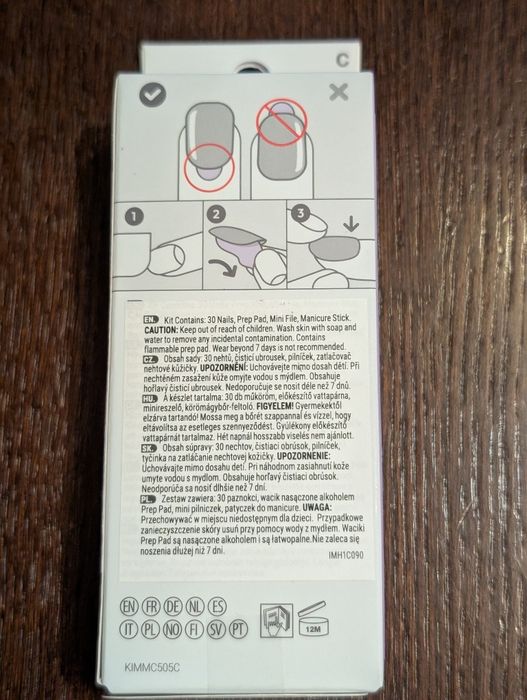 C
1
2
3
EN Kit Contains: 30 Nails, Prep Pad, Mini File, Manicure Stick.
CAUTION: Keep out of reach of children. Wash skin with soap and
water to remove any incidental contamination. Contains
flammable prep pad. Wear beyond 7 days is not recommended.
CZ Obsah sady: 30 nehtů, čisticí ubrousek, pilníček, zatlačovač
nehtové kůžičky. UPOZORNĚNÍ: Uchovávejte mimo dosah dětí. Při
nechtěném zasažení kůže omyjte vodou s mýdlem. Obsahuje
hořlavý čisticí ubrousek. Nedoporučuje se nosit déle než 7 dnů.
HU A készlet tartalma: 30 db műköröm, előkészítő vattapárna,
minireszelő, körömágybőr-feltoló. FIGYELEM! Gyermekektől
elzárva tartandó! Mossa meg a bőrét szappannal és vízzel, hogy
eltávolítsa az esetleges szennyeződést. Gyúlékony előkészítő
vattapárnát tartalmaz. Hét napnál hosszabb viselés nem ajánlott.
SK Obsah súpravy: 30 nechtov, čistiaci obrúsok, pilníček,
tyčinka na zatláčanie nechtovej kožičky. UPOZORNENIE:
Uchovávajte mimo dosahu detí. Pri náhodnom zasiahnutí kože
umyte vodou s mydlom. Obsahuje horľavý čistiaci obrúsok.
Neodporúča sa nosiť dlhšie než 7 dní.
PL Zestaw zawiera: 30 paznokci, wacik nasączone alkoholem
Prep Pad, mini pilniczek, patyczek do manicure. UWAGA:
Przechowywać w miejscu niedostępnym dla dzieci. Przypadkowe
zanieczyszczenie skóry usuń przy pomocy wody z mydłem. Waciki
Prep Pad są nasączone alkoholem i są łatwopalne. Nie zaleca się
noszenia dłużej niż 7 dni.
IMH1C090
EN FR DE NL ES
IT PL NO FI SV PT
12M
KIMMC505C